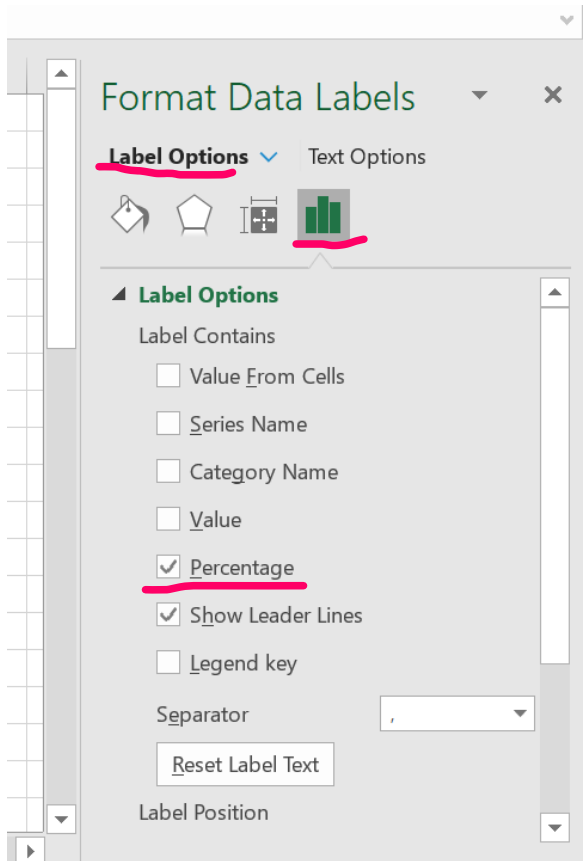 Format Data Labels
Label Options Text Options
Label Options
Label Contains
Value From Cells
Series Name
Category Name
Value
Percentage
Show Leader Lines
Legend key
Separator ,
Reset Label Text
Label Position